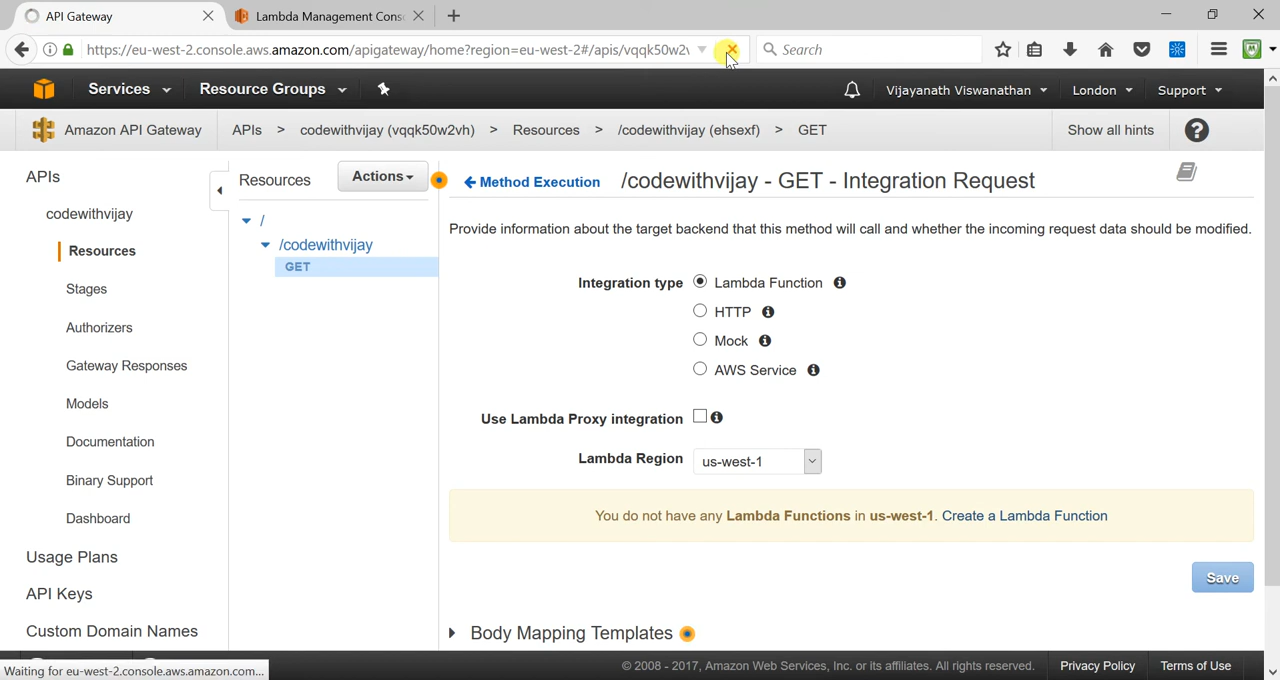 API Gateway
Lambda Management Cons
https://eu-west-2.console.aws.amazon.com/apigateway/home?region=eu-west-2#/apis/vqqk50w2v
Search
Services
Resource Groups
Vijayanath Viswanathan
London
Support
Amazon API Gateway
APIs > codewithvijay (vqqk50w2vh) > Resources > /codewithvijay (ehsexf) > GET
Show all hints
APIs
codewithvijay
Resources
Stages
Authorizers
Gateway Responses
Models
Documentation
Binary Support
Dashboard
Usage Plans
API Keys
Custom Domain Names
Resources
Actions
/
/codewithvijay
GET
Method Execution
/codewithvijay - GET - Integration Request
Provide information about the target backend that this method will call and whether the incoming request data should be modified.
Integration type
Lambda Function
HTTP
Mock
AWS Service
Use Lambda Proxy integration
Lambda Region
us-west-1
You do not have any Lambda Functions in us-west-1. Create a Lambda Function
Save
Body Mapping Templates
Waiting for eu-west-2.console.aws.amazon.com...
© 2008 - 2017, Amazon Web Services, Inc. or its affiliates. All rights reserved.
Privacy Policy
Terms of Use